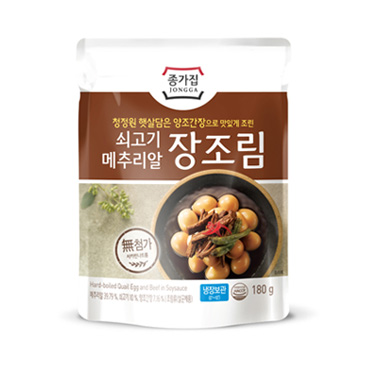 종가집
JONGGA
청정원 햇살담은 양조간장으로 맛있게 조린
쇠고기
메추리알 장조림
無첨가
Hard-boiled Quail Egg and Beef in Soysauce
냉장보관
0~10℃
180 g